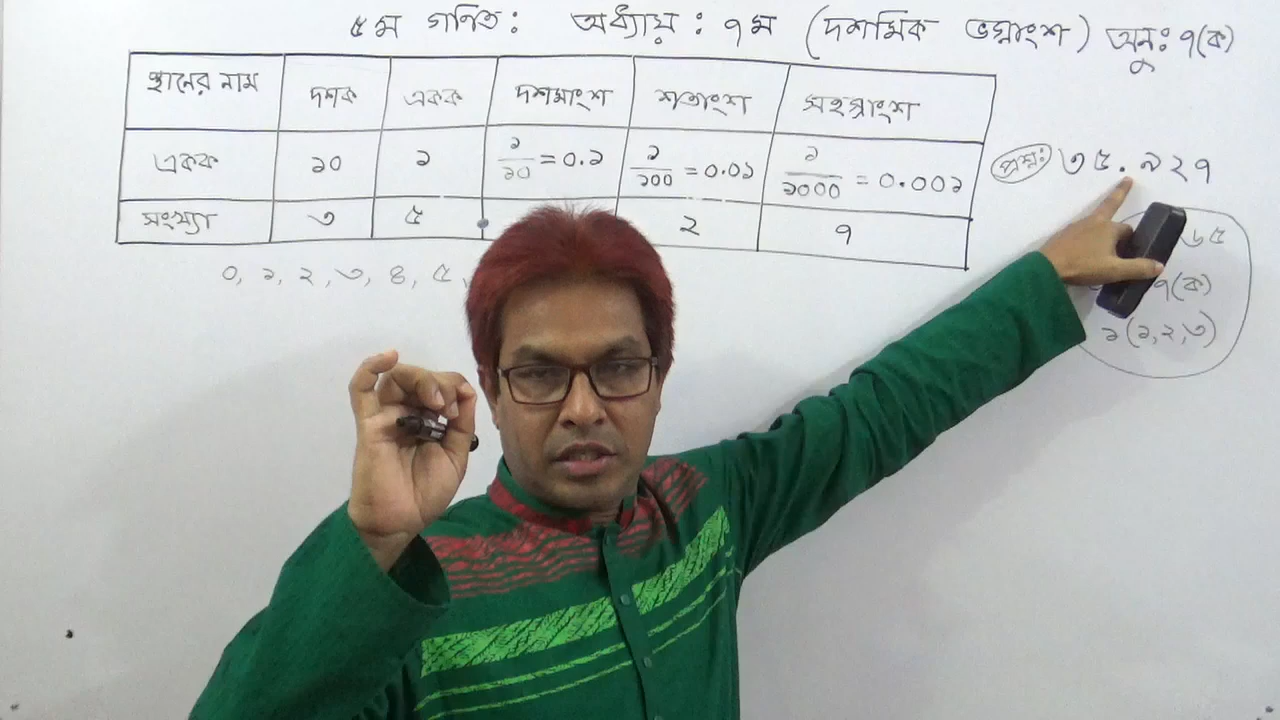 ৫ম গণিত: অধ্যায়: ৭ম (দশমিক ভগ্নাংশ) অনু: ৭(ক)
স্থানের নাম দশক একক দশমাংশ শতাংশ সহস্রাংশ
একক ১০ ১ ১/১০ = ০.১ ১/১০০ = ০.০১ ১/১০০০ = ০.০০১
সংখ্যা ৩ ৫ . ২ ৭
০, ১, ২, ৩, ৪, ৫,
প্রশ্ন: ৩৫.৯২৭
৬৫
৭(ক)
১(১,২,৩)